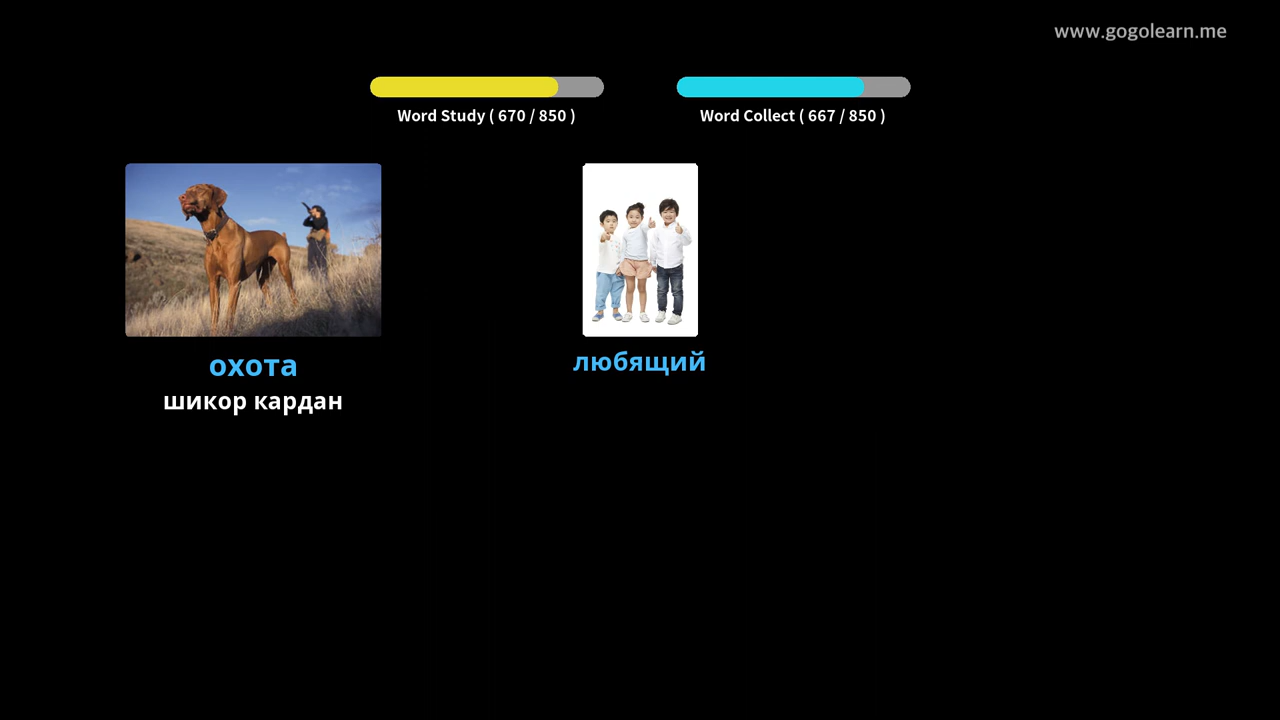 www.gogolearn.me
Word Study ( 670 / 850 )
Word Collect ( 667 / 850 )
охота
шикор кардан
любящий